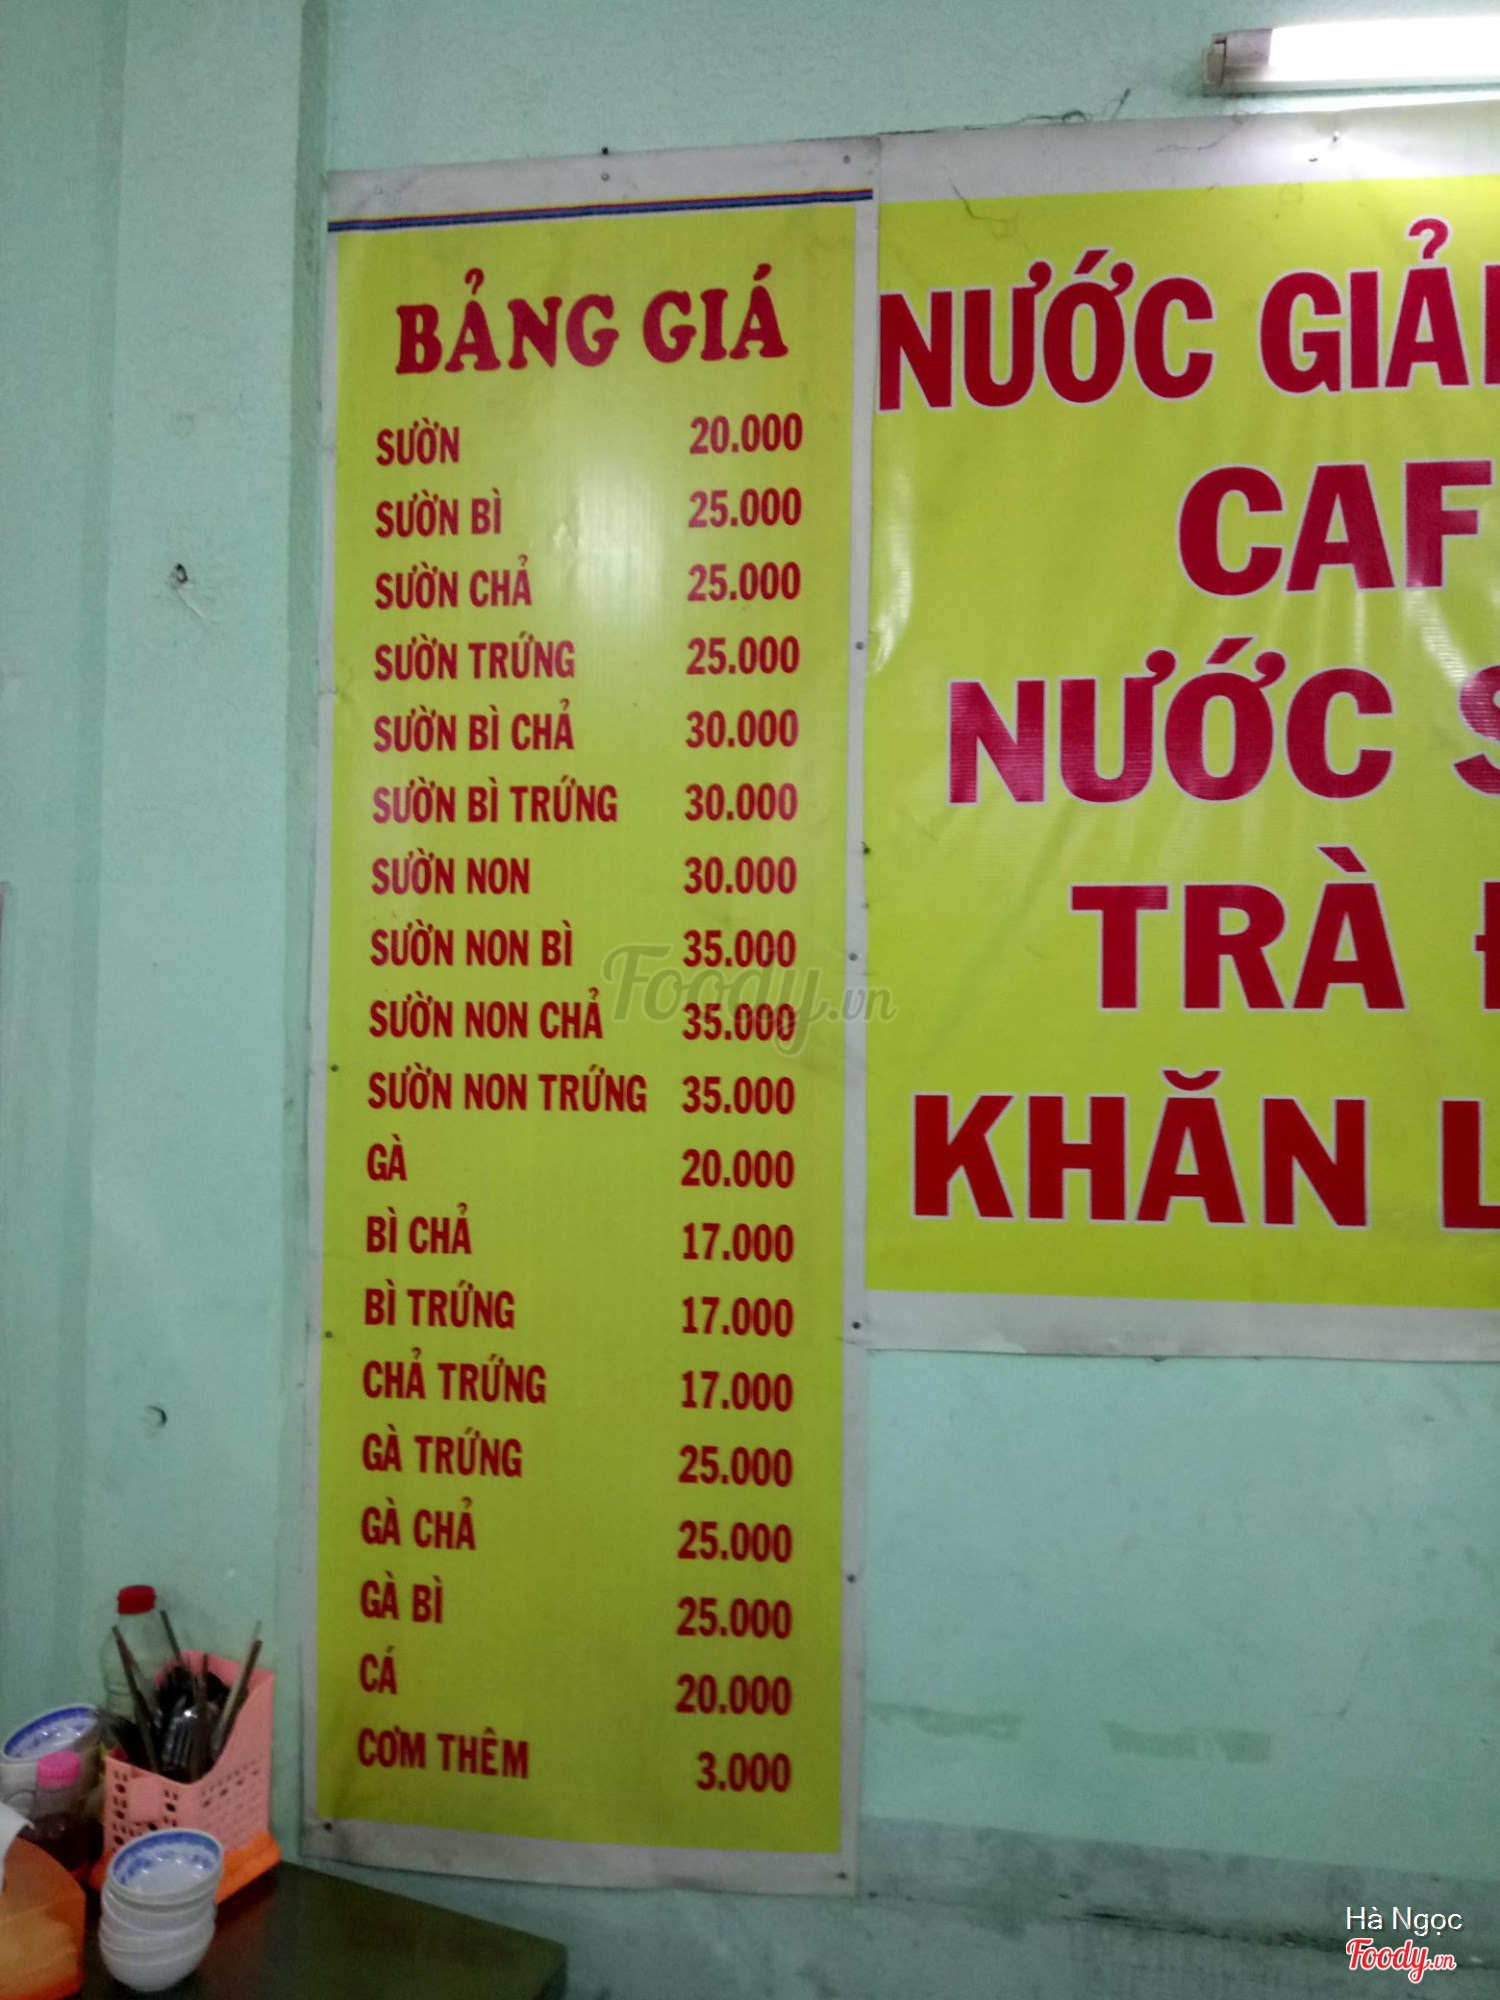 BẢNG GIÁ
SƯỜN 20.000
SƯỜN BÌ 25.000
SƯỜN CHẢ 25.000
SƯỜN TRỨNG 25.000
SƯỜN BÌ CHẢ 30.000
SƯỜN BÌ TRỨNG 30.000
SƯỜN NON 30.000
SƯỜN NON BÌ 35.000
SƯỜN NON CHẢ 35.000
SƯỜN NON TRỨNG 35.000
GÀ 20.000
BÌ CHẢ 17.000
BÌ TRỨNG 17.000
CHẢ TRỨNG 17.000
GÀ TRỨNG 25.000
GÀ CHẢ 25.000
GÀ BÌ 25.000
CÁ 20.000
CƠM THÊM 3.000
NƯỚC GIẢ
CAF
NƯỚC
TRÀ
KHĂN
Foody.vn
Hà Ngọc
Foody.vn